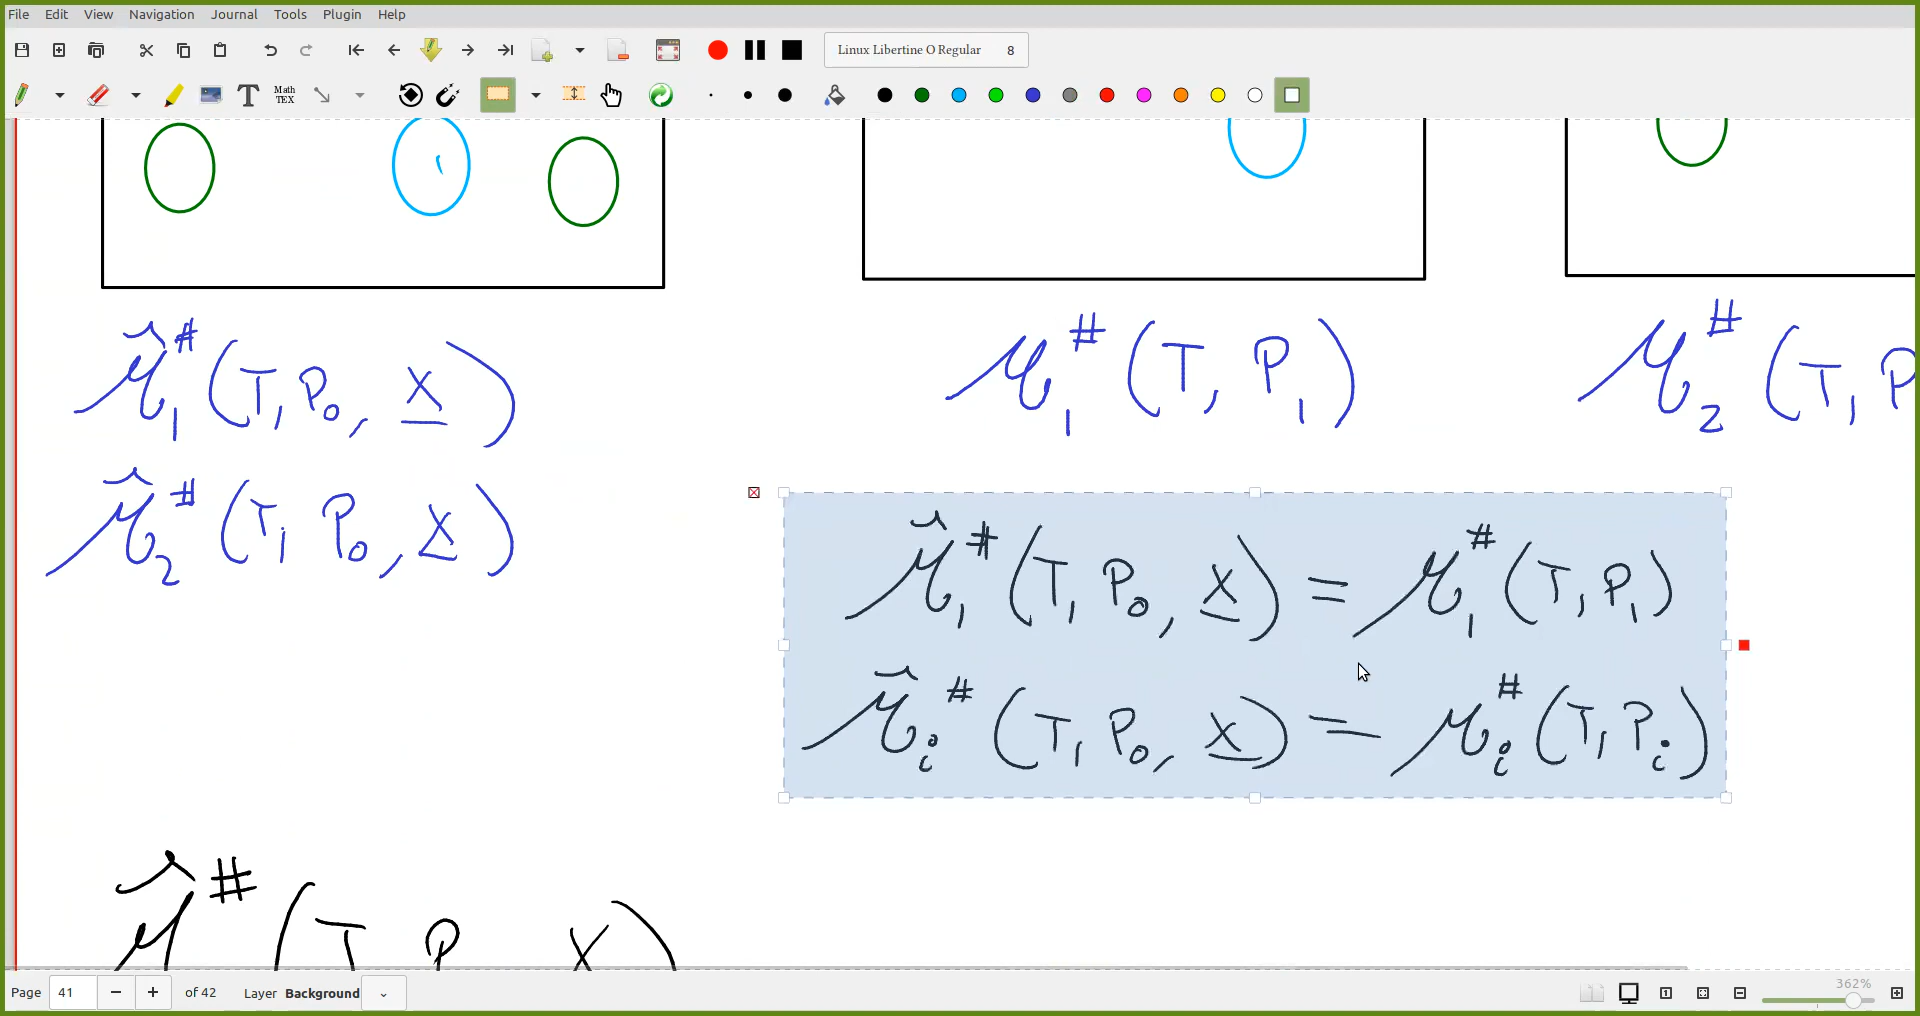 File Edit View Navigation Journal Tools Plugin Help
Linux Libertine O Regular 8
T Math TEX
μ̂₁^# (T, P₀, x̲)
μ₁^# (T, P₁)
μ₂^# (T, P
μ̂₂^# (T, P₀, x̲)
μ̂₁^# (T, P₀, x̲) = μ₁^# (T, P₁)
μ̂ᵢ^# (T, P₀, x̲) = μᵢ^# (T, Pᵢ)
μ̂^# (T P x
Page 41 of 42 Layer Background 362%